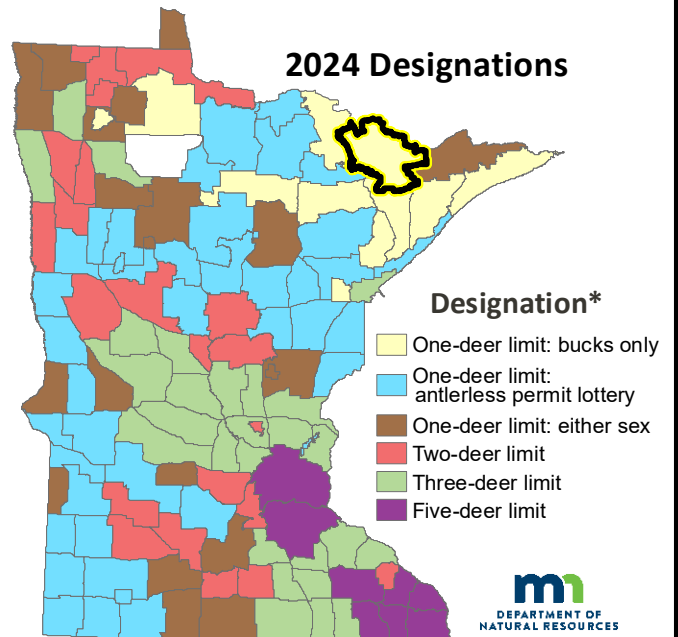 2024 Designations
Designation*
One-deer limit: bucks only
One-deer limit:
antlerless permit lottery
One-deer limit: either sex
Two-deer limit
Three-deer limit
Five-deer limit
mn
DEPARTMENT OF
NATURAL RESOURCES